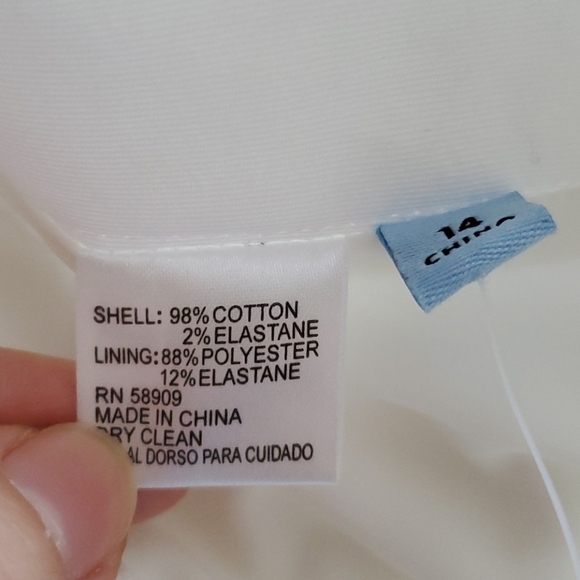 SHELL: 98% COTTON
2% ELASTANE
LINING: 88% POLYESTER
12% ELASTANE
RN 58909
MADE IN CHINA
DRY CLEAN
AL DORSO PARA CUIDADO
14
CHINO